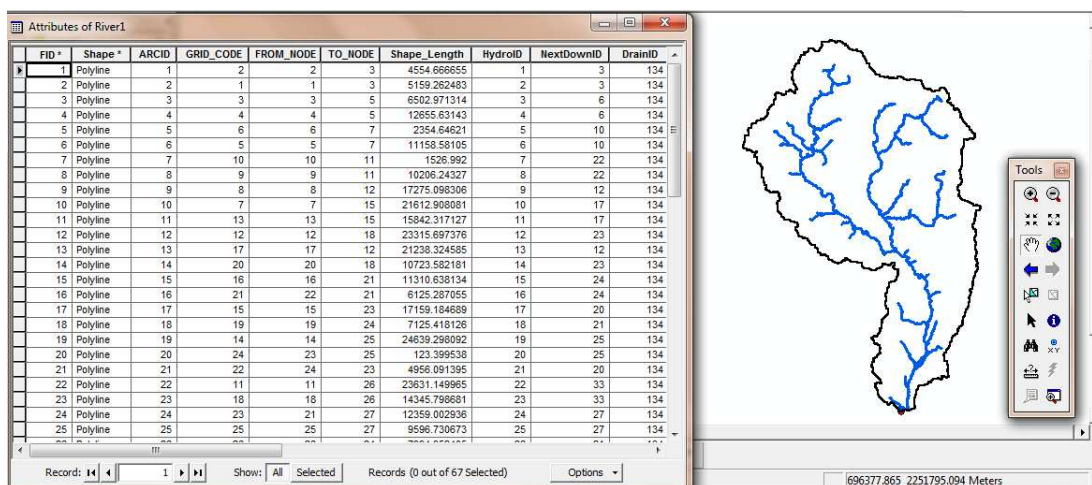 Attributes of River1
FID * Shape * ARCID GRID_CODE FROM_NODE TO_NODE Shape_Length HydroID NextDownID DrainID
1 Polyline 1 2 2 3 4554.666655 1 3 134
2 Polyline 2 1 1 3 5159.262483 2 3 134
3 Polyline 3 3 3 5 6502.971314 3 6 134
4 Polyline 4 4 4 5 12655.63143 4 6 134
5 Polyline 5 6 6 7 2354.64621 5 10 134
6 Polyline 6 5 5 7 11158.58105 6 10 134
7 Polyline 7 10 10 11 1526.992 7 22 134
8 Polyline 8 9 9 11 10206.24327 8 22 134
9 Polyline 9 8 8 12 17275.098306 9 12 134
10 Polyline 10 7 7 15 21612.908081 10 17 134
11 Polyline 11 13 13 15 15842.317127 11 17 134
12 Polyline 12 12 12 18 23315.697376 12 23 134
13 Polyline 13 17 17 12 21238.324585 13 12 134
14 Polyline 14 20 20 18 10723.582181 14 23 134
15 Polyline 15 16 16 21 11310.638134 15 24 134
16 Polyline 16 21 22 21 6125.287055 16 24 134
17 Polyline 17 15 15 23 17159.184689 17 20 134
18 Polyline 18 19 19 24 7125.418126 18 21 134
19 Polyline 19 14 14 25 24639.298092 19 25 134
20 Polyline 20 24 23 25 123.399538 20 25 134
21 Polyline 21 22 24 23 4956.091395 21 20 134
22 Polyline 22 11 11 26 23631.149965 22 33 134
23 Polyline 23 18 18 26 14345.798681 23 33 134
24 Polyline 24 23 21 27 12359.002936 24 27 134
25 Polyline 25 25 25 27 9596.730673 25 27 134
Record: 1 Show: All Selected Records (0 out of 67 Selected) Options
Tools
XY
696377.865 2251795.094 Meters